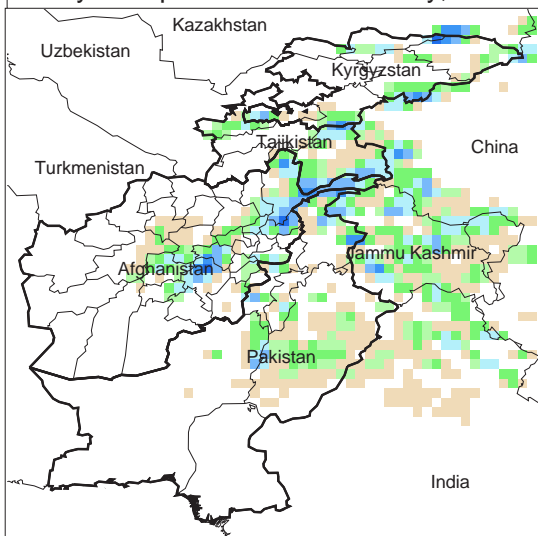 Kazakhstan
Uzbekistan
Kyrgyzstan
Tajikistan
China
Turkmenistan
Jammu Kashmir
Afghanistan
Pakistan
India